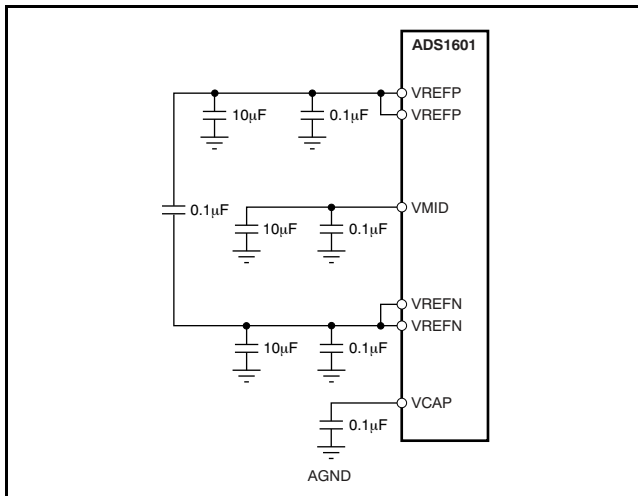 ADS1601
VREFP
10μF 0.1μF
VREFP
0.1μF
VMID
10μF 0.1μF
VREFN
VREFN
10μF 0.1μF
VCAP
0.1μF
AGND